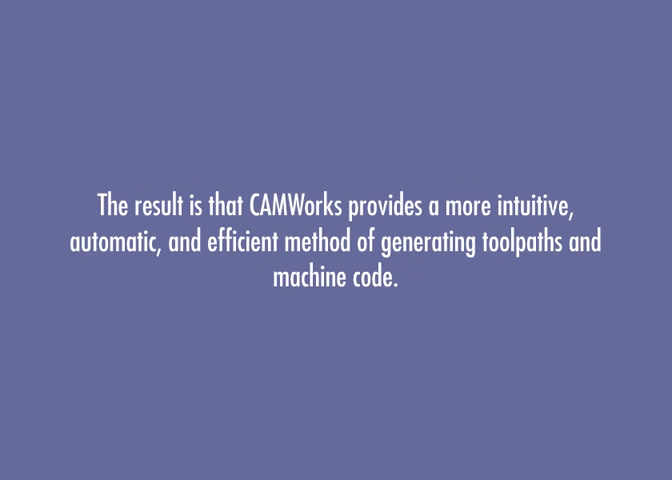 The result is that CAMWorks provides a more intuitive,
automatic, and efficient method of generating toolpaths and
machine code.